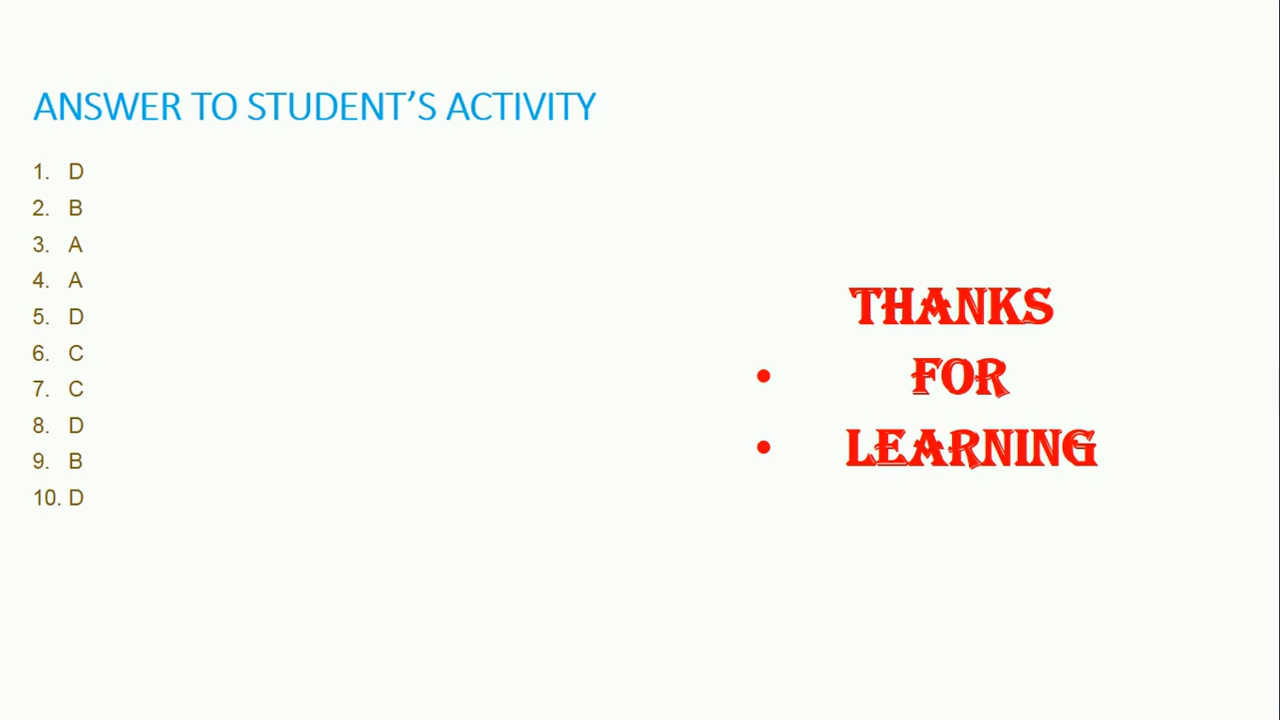 ANSWER TO STUDENT’S ACTIVITY
1. D
2. B
3. A
4. A
5. D
6. C
7. C
8. D
9. B
10. D
THANKS
• FOR
• LEARNING